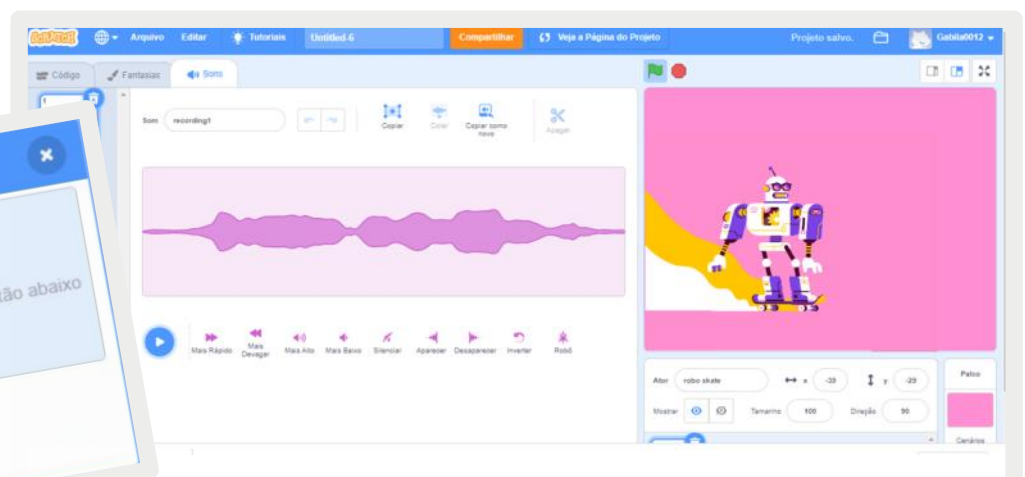 SCRATCH Arquivo Editar Tutoriais Untitled-6 Compartilhar Veja a Página do Projeto Projeto salvo. Gabila0012
Código Fantasias Sons
1
Som recording1 Copiar Colar Copiar como novo Apagar
tão abaixo
Mais Rápido Mais Devagar Mais Alto Mais Baixo Silenciar Aparecer Desaparecer Inverter Robô
Ator robo skate x -39 y -29
Mostrar Tamanho 100 Direção 90
Palco
Cenários